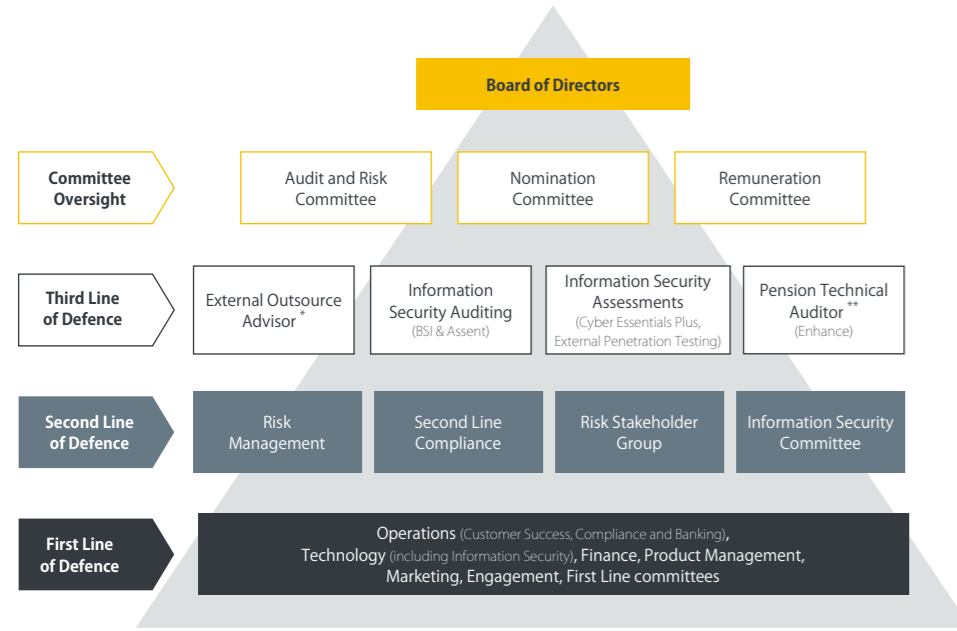 Board of Directors
Committee
Oversight
Audit and Risk
Committee
Nomination
Committee
Remuneration
Committee
Third Line
of Defence
External Outsource
Advisor *
Information
Security Auditing
(BSI & Assent)
Information Security
Assessments
(Cyber Essentials Plus,
External Penetration Testing)
Pension Technical
Auditor **
(Enhance)
Second Line
of Defence
Risk
Management
Second Line
Compliance
Risk Stakeholder
Group
Information Security
Committee
First Line
of Defence
Operations (Customer Success, Compliance and Banking),
Technology (including Information Security), Finance, Product Management,
Marketing, Engagement, First Line committees